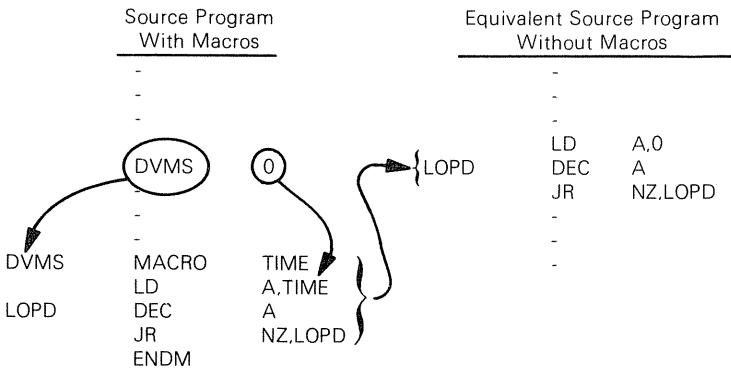 Source Program
With Macros
-
-
-
DVMS 0
-
-
-
DVMS MACRO TIME
LD A,TIME
LOPD DEC A
JR NZ,LOPD
ENDM
Equivalent Source Program
Without Macros
-
-
-
LD A,0
LOPD DEC A
JR NZ,LOPD
-
-
-